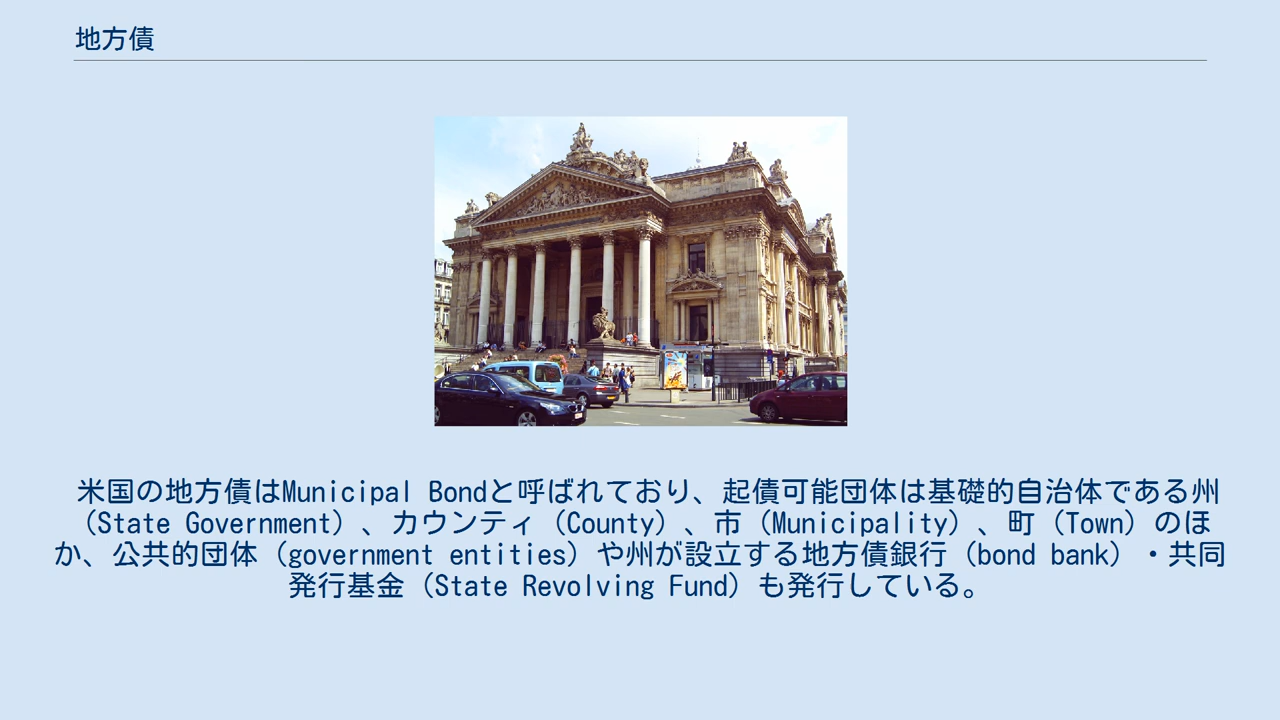 地方債
米国の地方債はMunicipal Bondと呼ばれており、起債可能団体は基礎的自治体である州
（State Government）、カウンティ（County）、市（Municipality）、町（Town）のほ
か、公共的団体（government entities）や州が設立する地方債銀行（bond bank）・共同
発行基金（State Revolving Fund）も発行している。